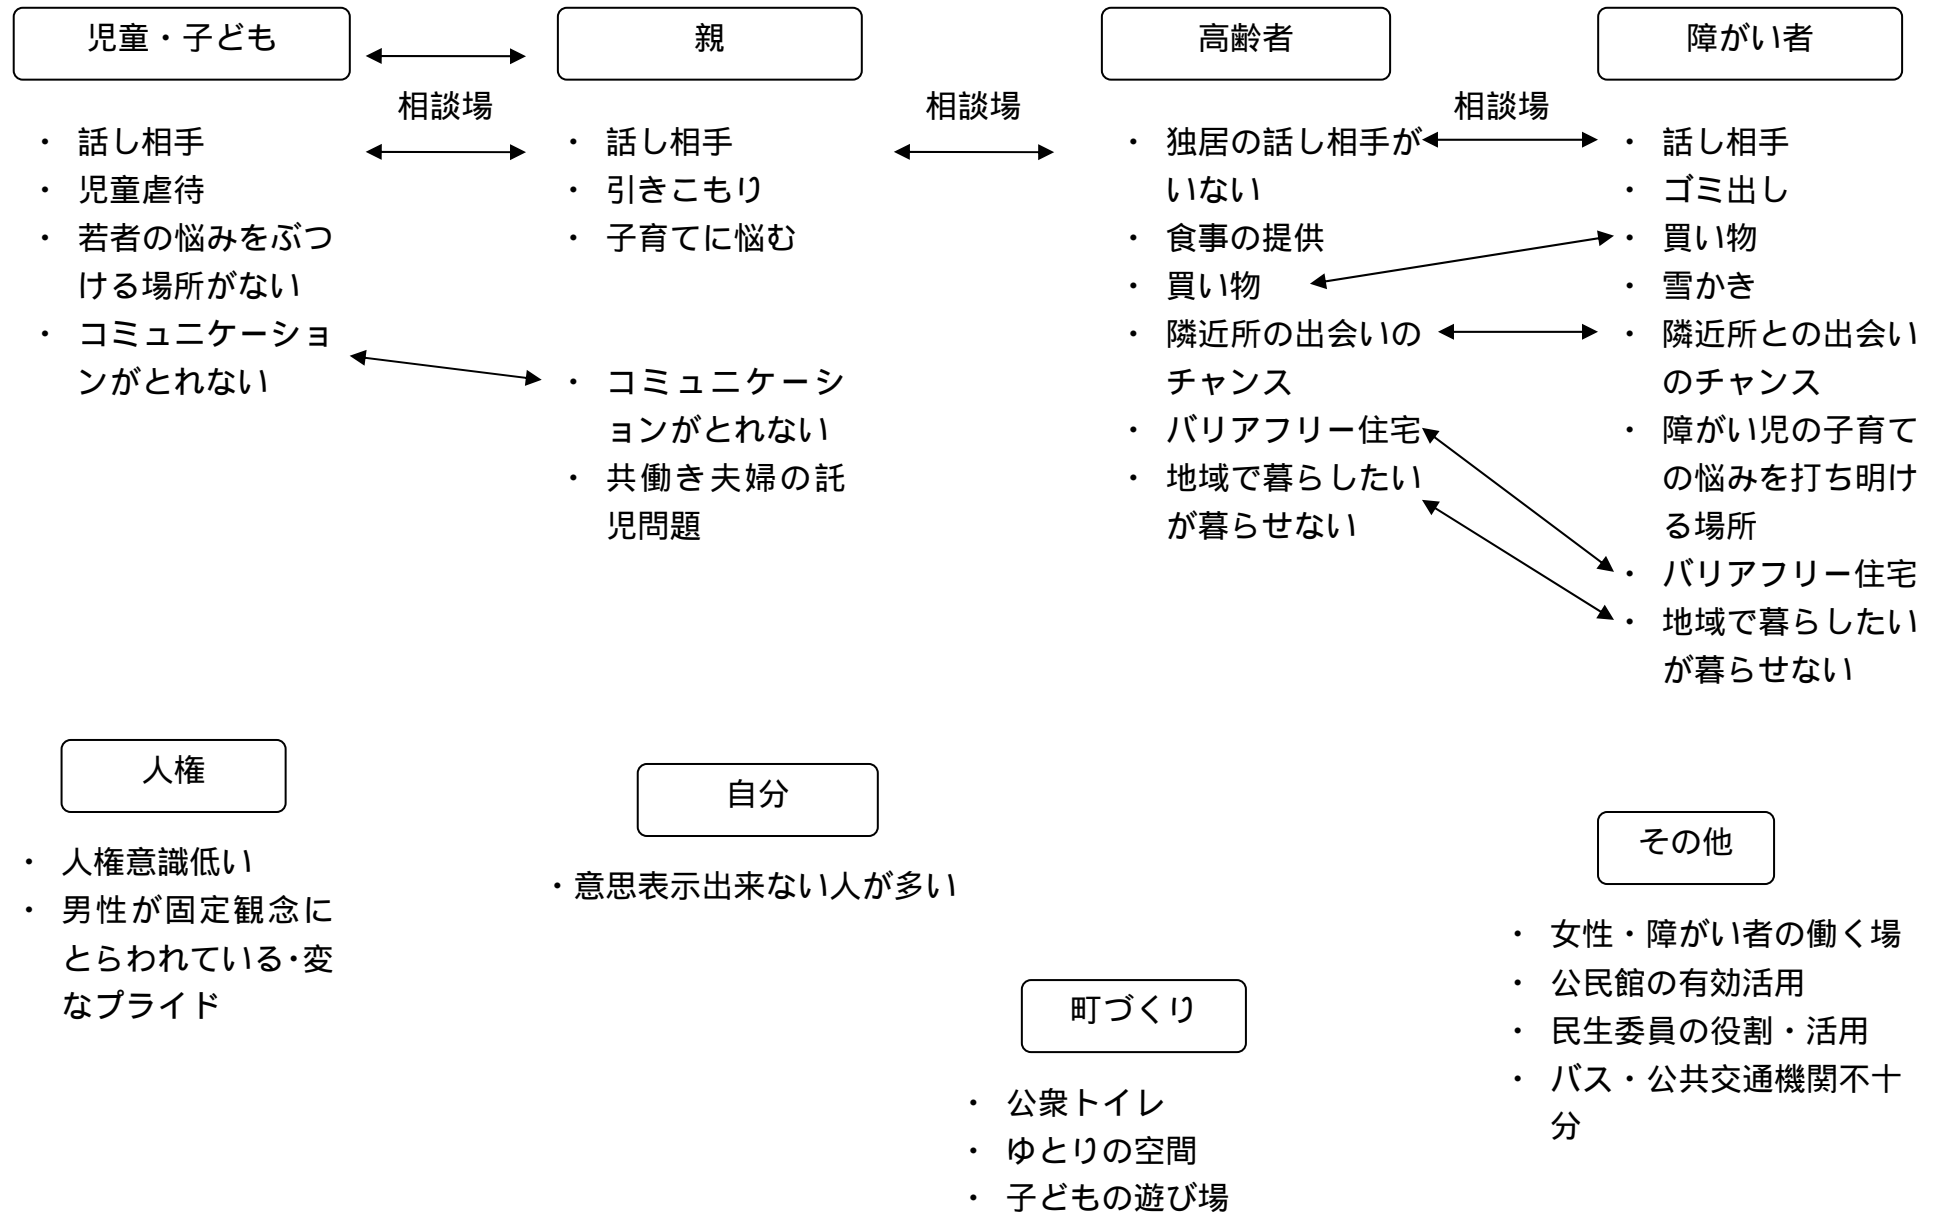 児童・子ども
相談場
・ 話し相手
・ 児童虐待
・ 若者の悩みをぶつ
ける場所がない
・ コミュニケーショ
ンがとれない
親
相談場
・ 話し相手
・ 引きこもり
・ 子育てに悩む
・ コミュニケーシ
ョンがとれない
・ 共働き夫婦の託
児問題
高齢者
相談場
・ 独居の話し相手が
いない
・ 食事の提供
・ 買い物
・ 隣近所の出会いの
チャンス
・ バリアフリー住宅
・ 地域で暮らしたい
が暮らせない
障がい者
・ 話し相手
・ ゴミ出し
・ 買い物
・ 雪かき
・ 隣近所との出会い
のチャンス
・ 障がい児の子育て
の悩みを打ち明け
る場所
・ バリアフリー住宅
・ 地域で暮らしたい
が暮らせない
人権
・ 人権意識低い
・ 男性が固定観念に
とらわれている・変
なプライド
自分
・意思表示出来ない人が多い
町づくり
・ 公衆トイレ
・ ゆとりの空間
・ 子どもの遊び場
その他
・ 女性・障がい者の働く場
・ 公民館の有効活用
・ 民生委員の役割・活用
・ バス・公共交通機関不十
分